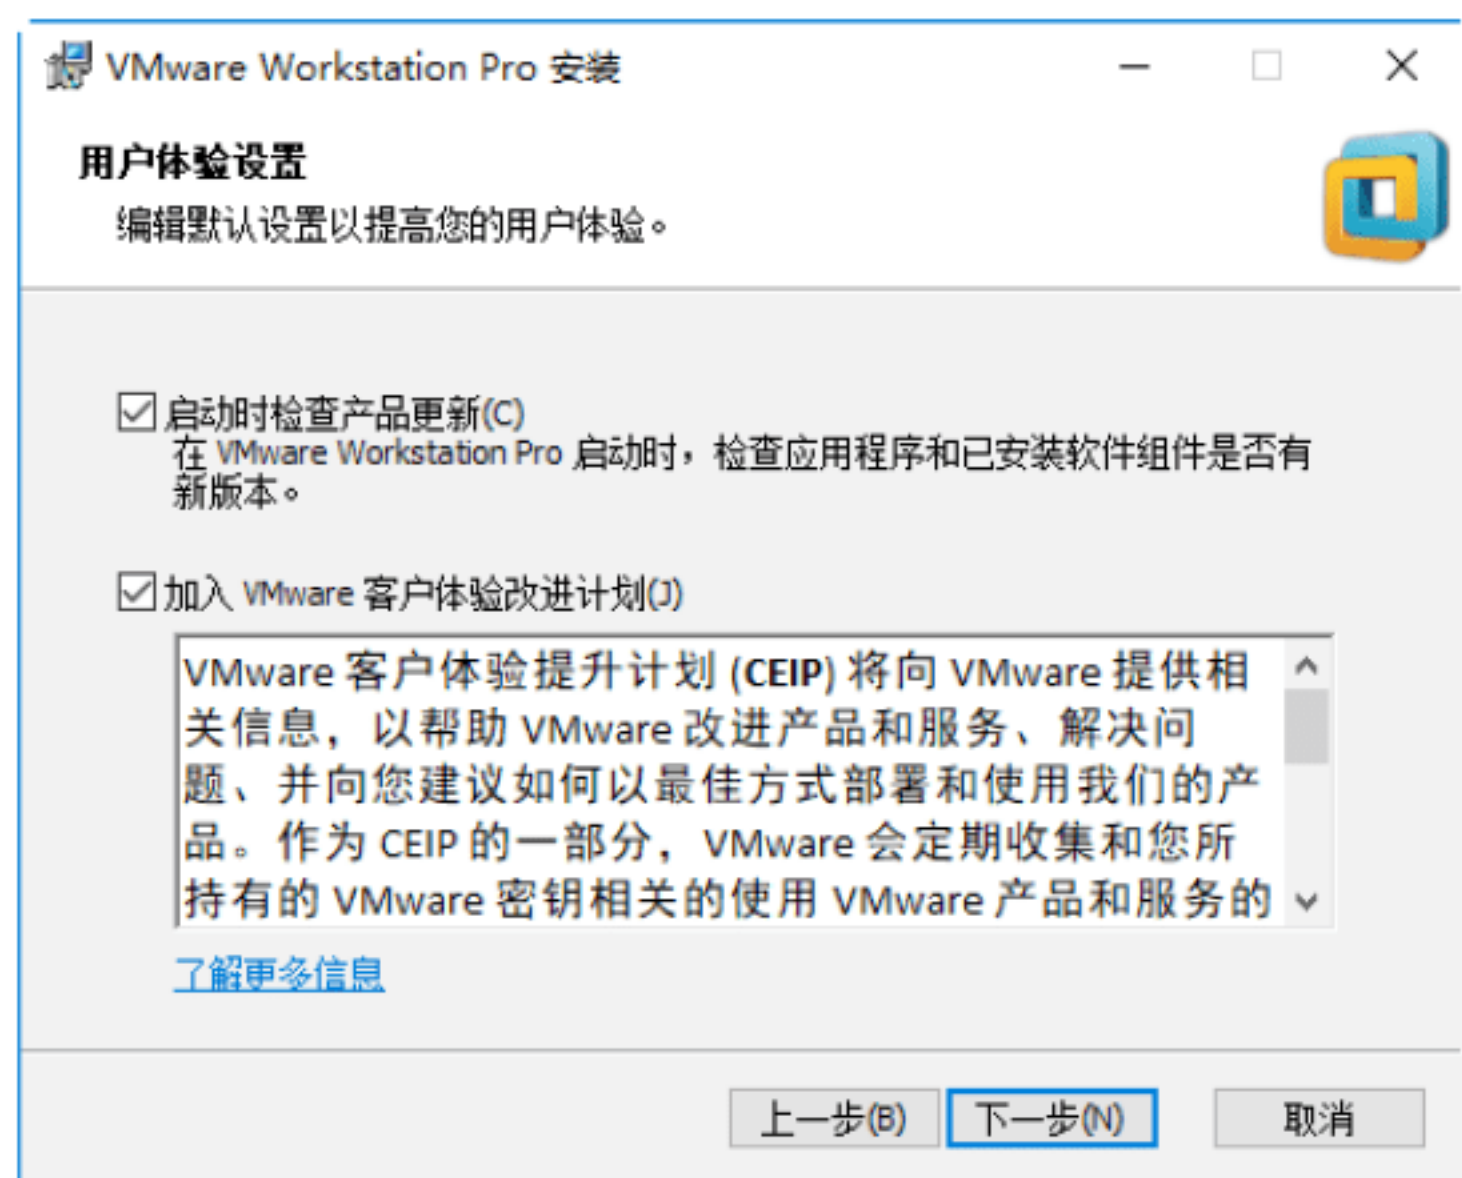 VMware Workstation Pro 安装
用户体验设置
编辑默认设置以提高您的用户体验。
启动时检查产品更新(C)
在 VMware Workstation Pro 启动时，检查应用程序和已安装软件组件是否有
新版本。
加入 VMware 客户体验改进计划(J)
VMware 客户体验提升计划 (CEIP) 将向 VMware 提供相
关信息，以帮助 VMware 改进产品和服务、解决问
题、并向您建议如何以最佳方式部署和使用我们的产
品。作为 CEIP 的一部分，VMware 会定期收集和您所
持有的 VMware 密钥相关的使用 VMware 产品和服务的
了解更多信息
上一步(B) 下一步(N) 取消